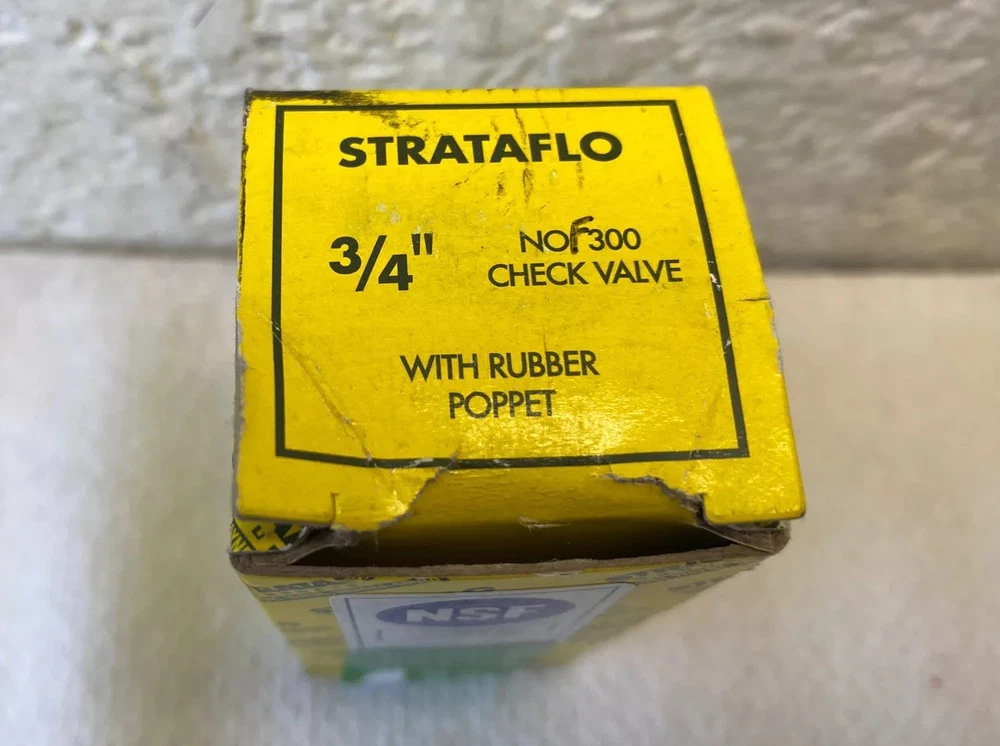 STRATAFLO
3/4"
NOF300
CHECK VALVE
WITH RUBBER
POPPET
NSF